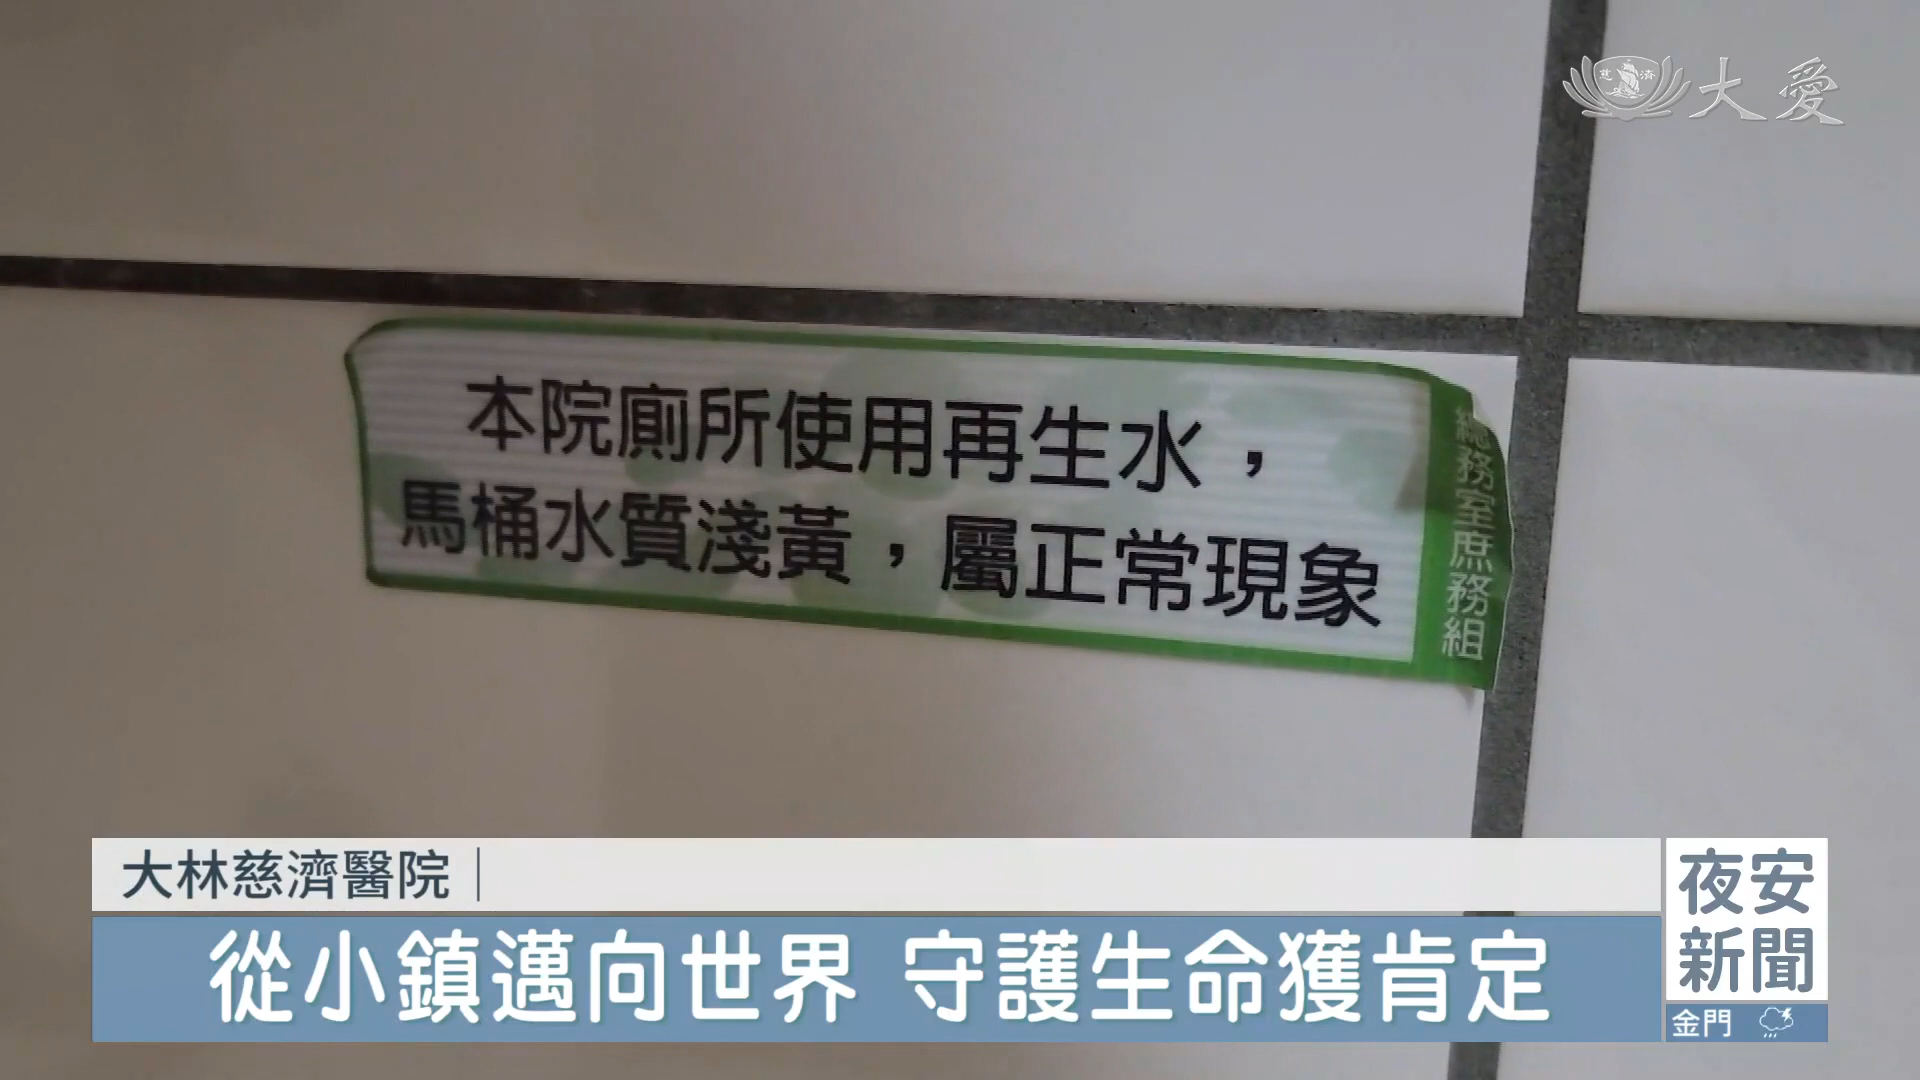 慈濟
大愛
本院廁所使用再生水，
馬桶水質淺黃，屬正常現象
總務室庶務組
大林慈濟醫院
從小鎮邁向世界 守護生命獲肯定
夜安
新聞
金門